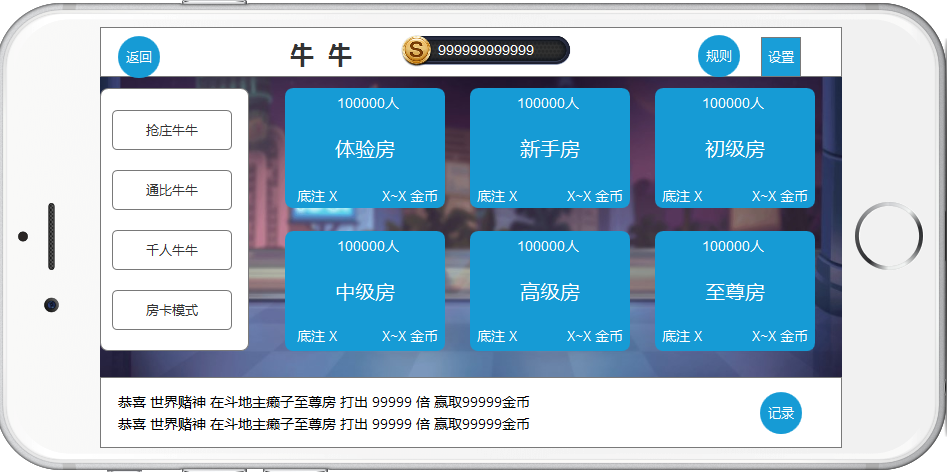 返回
牛 牛
S 999999999999
规则
设置
抢庄牛牛
通比牛牛
千人牛牛
房卡模式
100000人
体验房
底注 X X~X 金币
100000人
新手房
底注 X X~X 金币
100000人
初级房
底注 X X~X 金币
100000人
中级房
底注 X X~X 金币
100000人
高级房
底注 X X~X 金币
100000人
至尊房
底注 X X~X 金币
恭喜 世界赌神 在斗地主癞子至尊房 打出 99999 倍 赢取99999金币
恭喜 世界赌神 在斗地主癞子至尊房 打出 99999 倍 赢取99999金币
记录